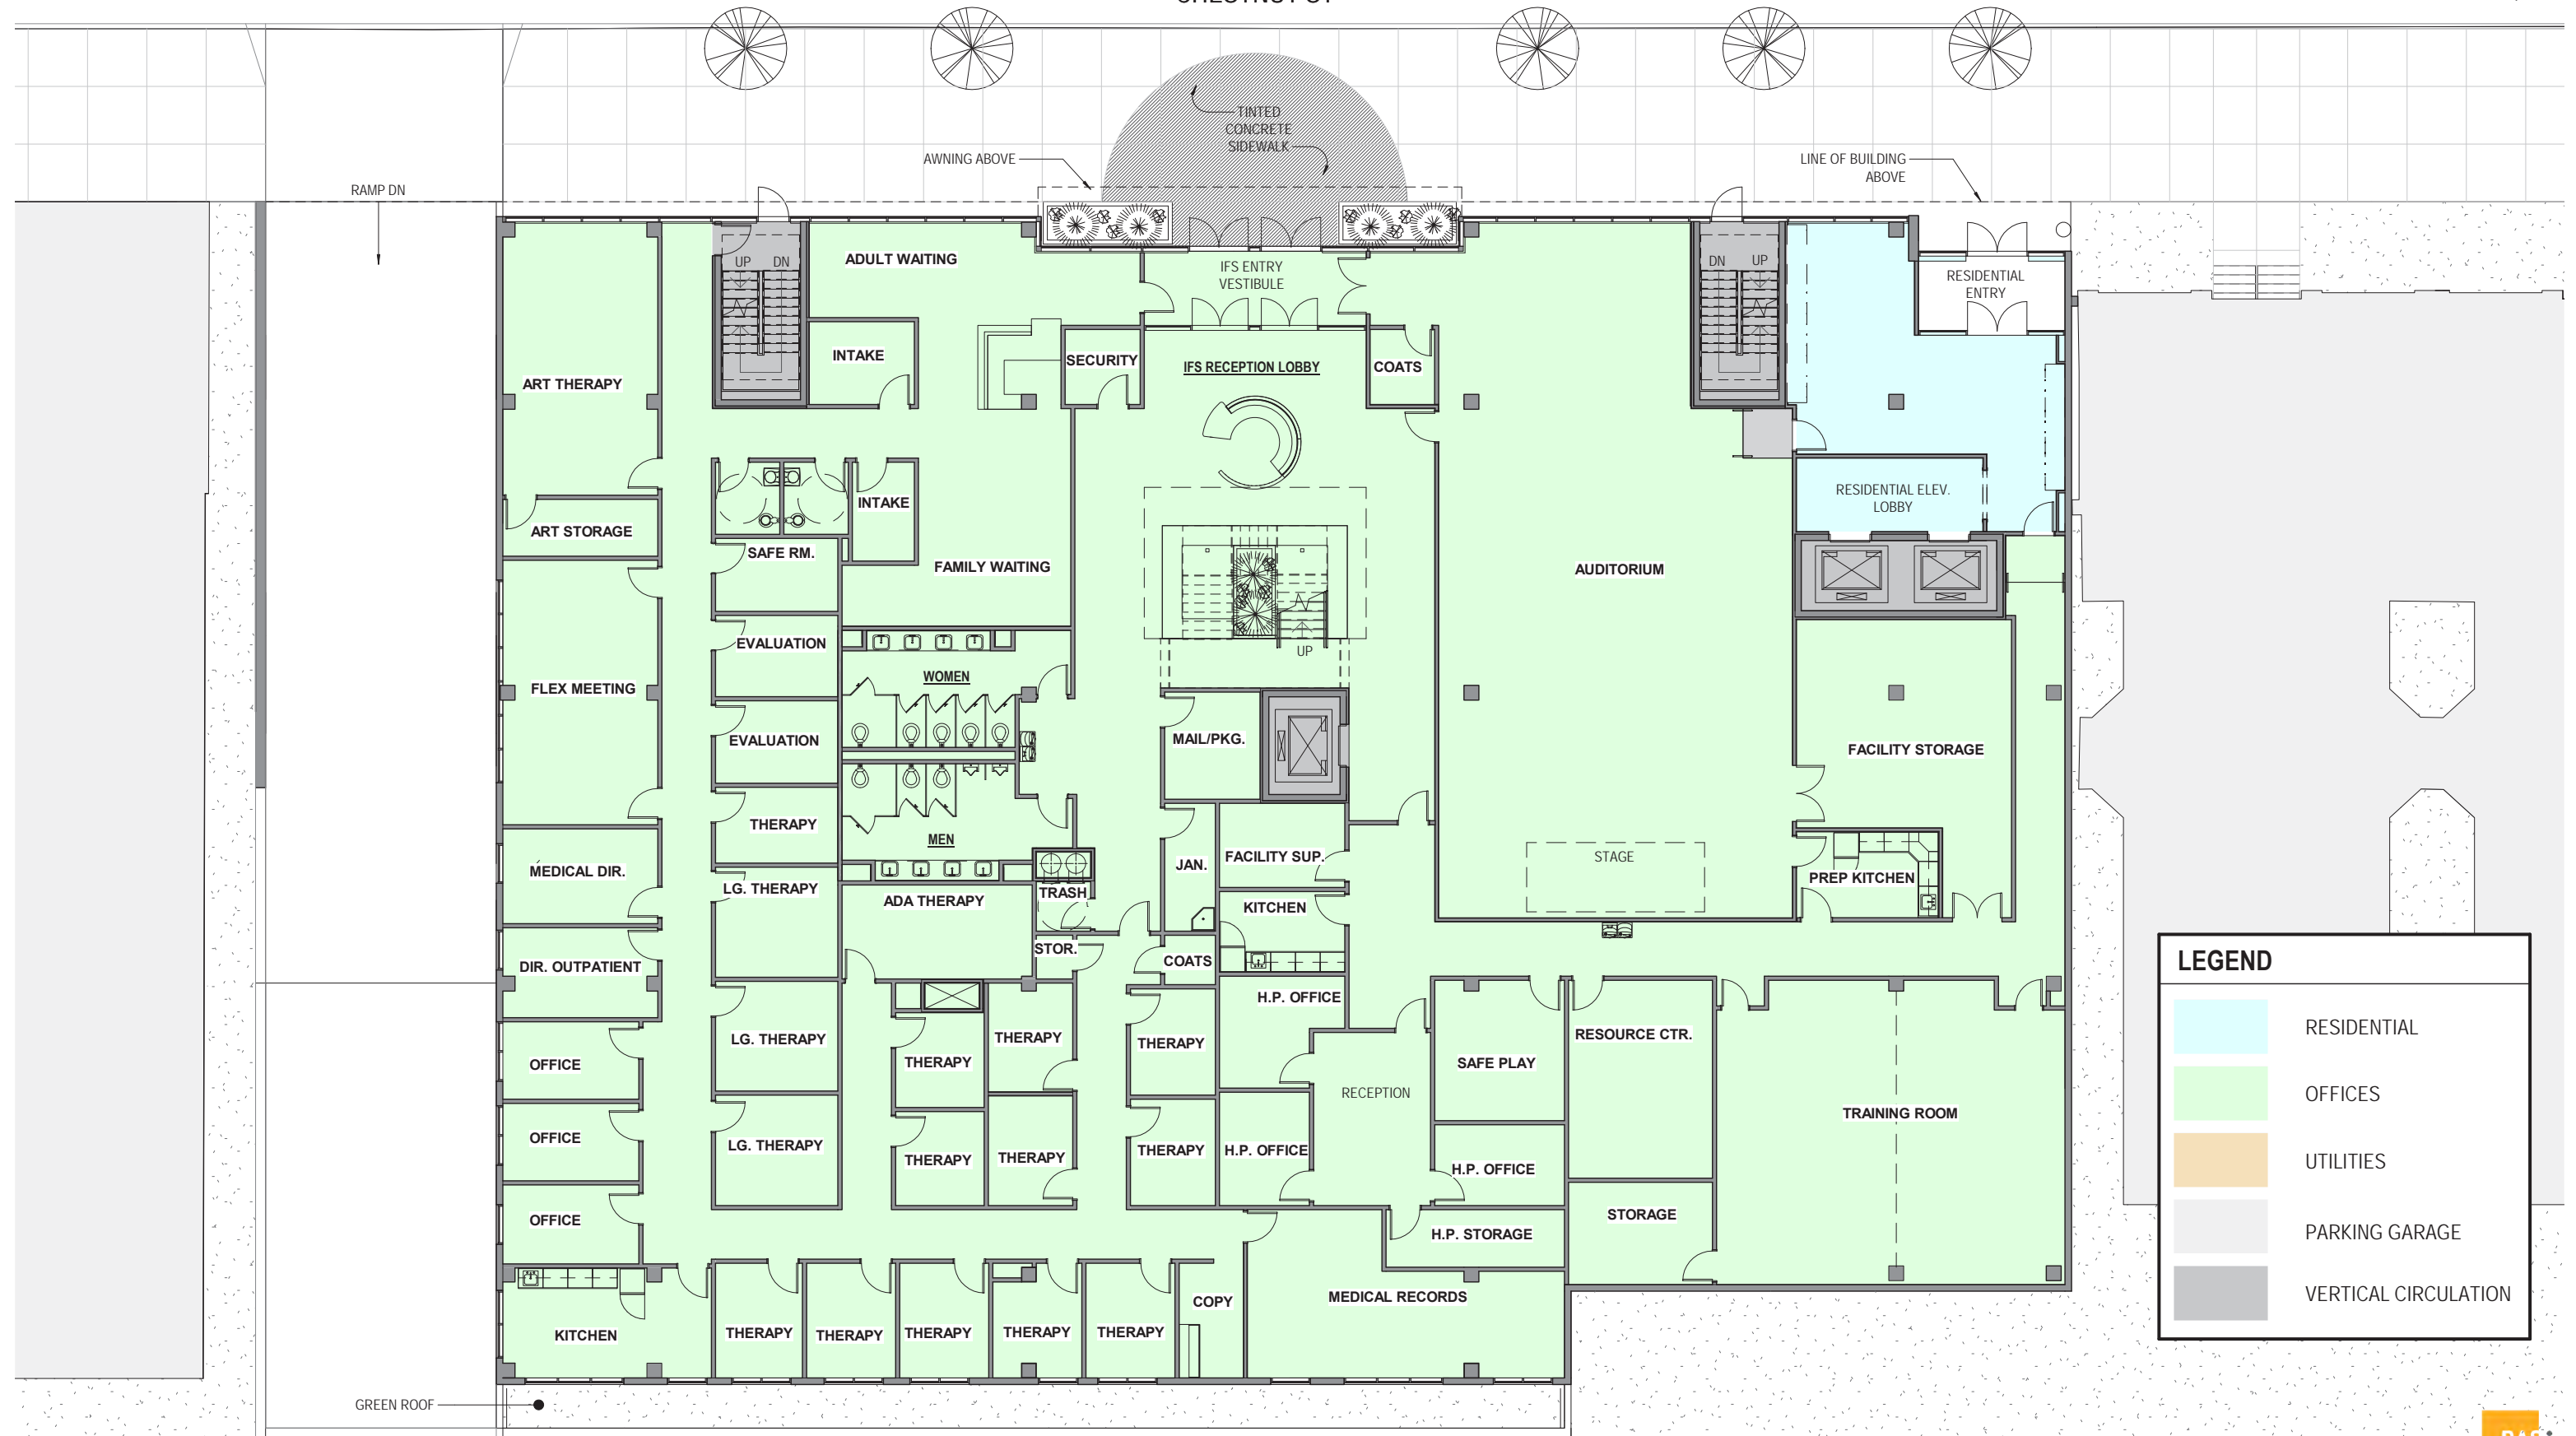 RAMP DN
AWNING ABOVE
TINTED
CONCRETE
SIDEWALK
LINE OF BUILDING
ABOVE
UP DN
ADULT WAITING
IFS ENTRY
VESTIBULE
DN UP
RESIDENTIAL
ENTRY
INTAKE
SECURITY
IFS RECEPTION LOBBY
COATS
ART THERAPY
ART STORAGE
INTAKE
SAFE RM.
FAMILY WAITING
AUDITORIUM
RESIDENTIAL ELEV.
LOBBY
EVALUATION
WOMEN
UP
FLEX MEETING
EVALUATION
MAIL/PKG.
FACILITY STORAGE
THERAPY
MEN
STAGE
MEDICAL DIR.
LG. THERAPY
ADA THERAPY
TRASH
JAN.
FACILITY SUP.
KITCHEN
PREP KITCHEN
DIR. OUTPATIENT
STOR.
COATS
H.P. OFFICE
LG. THERAPY
THERAPY
THERAPY
THERAPY
RESOURCE CTR.
SAFE PLAY
OFFICE
RECEPTION
TRAINING ROOM
OFFICE
LG. THERAPY
THERAPY
THERAPY
THERAPY
H.P. OFFICE
H.P. OFFICE
OFFICE
H.P. STORAGE
STORAGE
KITCHEN
THERAPY
THERAPY
THERAPY
THERAPY
THERAPY
COPY
MEDICAL RECORDS
GREEN ROOF
LEGEND
RESIDENTIAL
OFFICES
UTILITIES
PARKING GARAGE
VERTICAL CIRCULATION